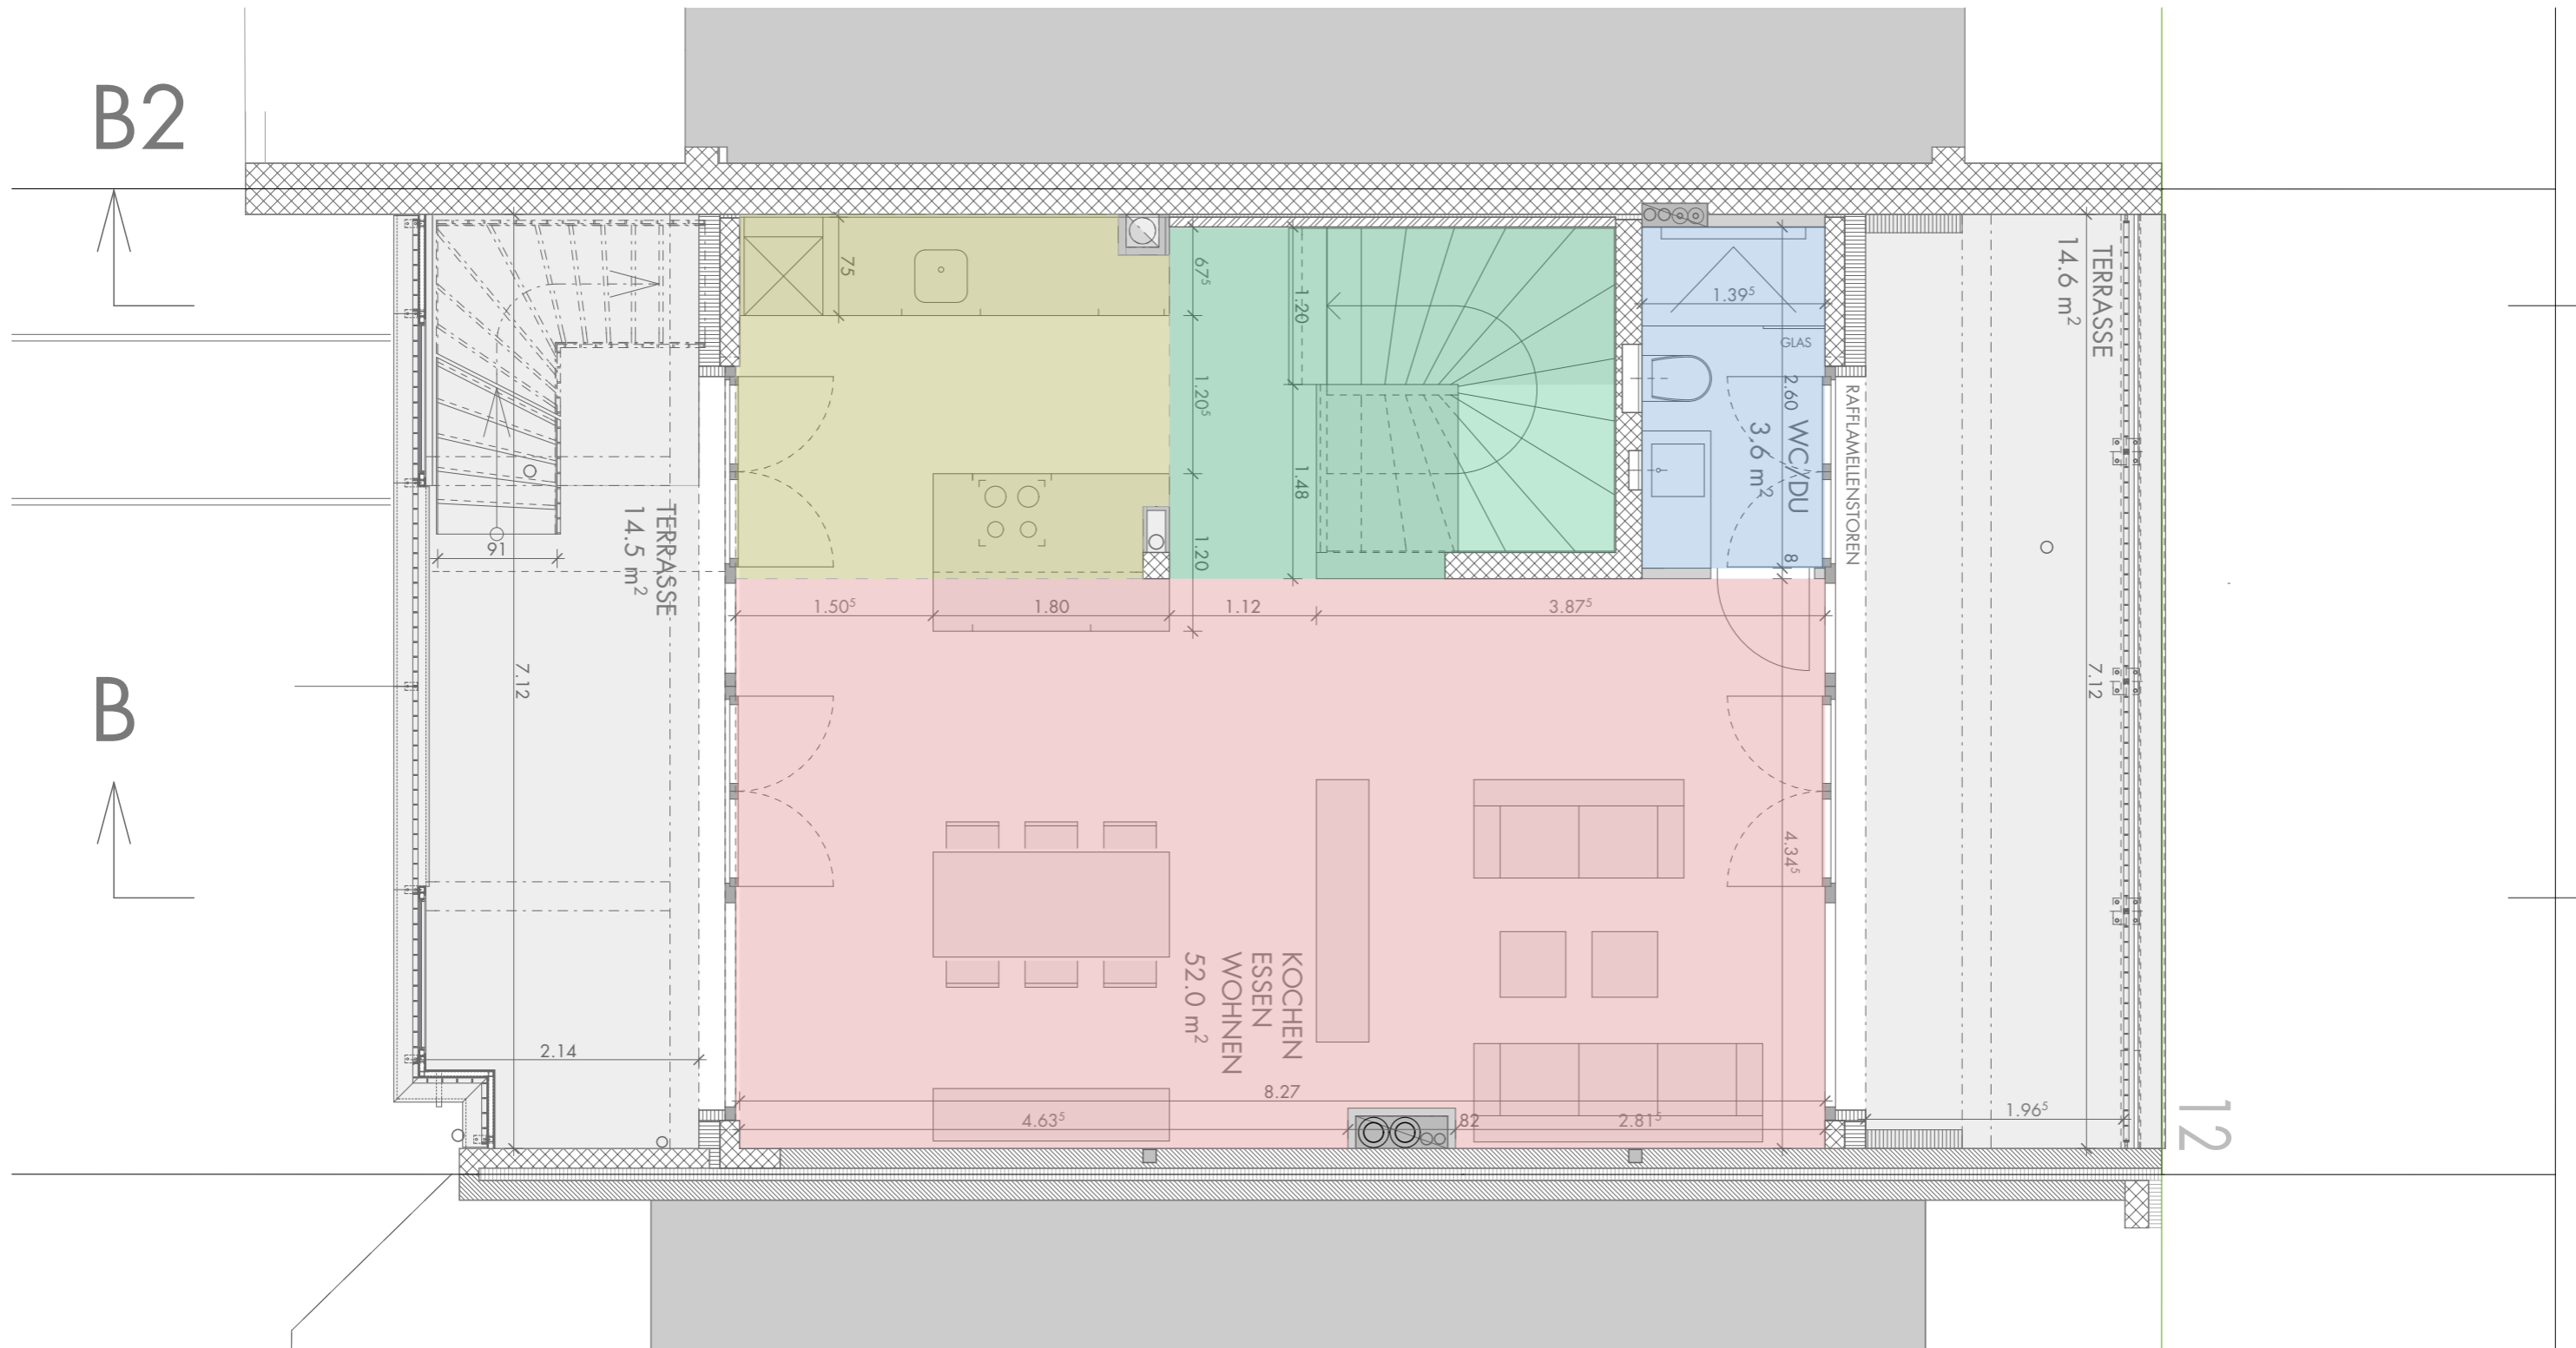 B2
B
TERRASSE
14.5 m²
91
7.12
2.14
75
67⁵
1.20⁵
1.20
1.20
1.48
1.39⁵
GLAS
2.60
WC/DU
3,6 m²
8
RAFFLAMELLENSTOREN
TERRASSE
14.6 m²
7.12
1.50⁵
1.80
1.12
3.87⁵
4.34⁵
KOCHEN
ESSEN
WOHNEN
52.0 m²
8.27
4.63⁵
82
2.81⁵
1.96⁵
12